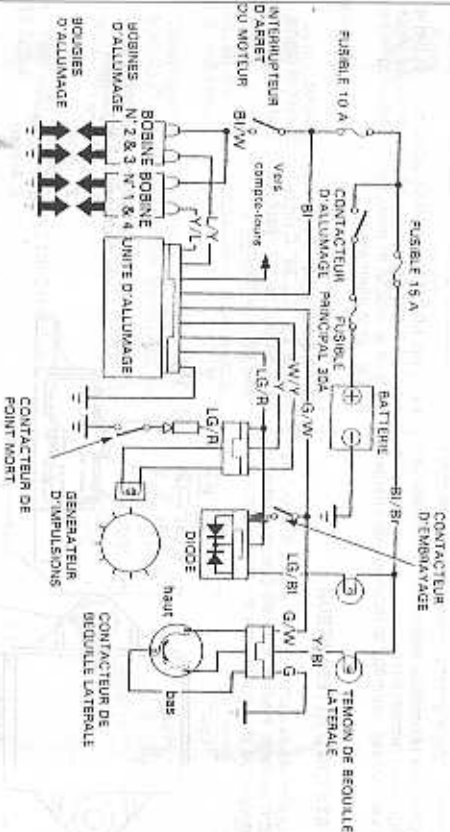 FUSIBLE 15 A
FUSIBLE 10 A
INTERRUPTEUR
D'ARRET
DU MOTEUR
Bl/W
Bl
CONTACTEUR
D'ALLUMAGE
FUSIBLE
PRINCIPAL 30A
BATTERIE
Bl/Br
CONTACTEUR
D'EMBRAYAGE
Vers
compte-tours
BOBINES
D'ALLUMAGE
BOUGIES
D'ALLUMAGE
BOBINE
N° 2 & 3
BOBINE
N° 1 & 4
L/Y
Y/L
UNITE D'ALLUMAGE
G/W
W/Y
Y
LG/R
LG/R
DIODE
LG/Bl
G/W
Y/Bl
G
TEMOIN DE BEQUILLE
LATERALE
CONTACTEUR DE
POINT MORT
GENERATEUR
D'IMPULSIONS
haut
bas
CONTACTEUR DE
BEQUILLE LATERALE